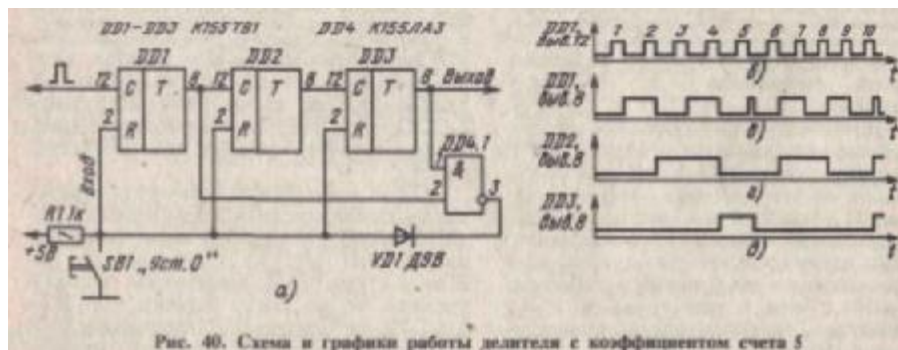 DD1-DD3 К155ТВ1 DD4 К155ЛАЗ
DD1 DD2 DD3
12 C T 8 12 C T 8 12 C T 8 Выход
2 R 2 R 2 R
DD4.1
1 & 3
2
Вход
R1 1к
+5В
SB1 „Уст.0"
VD1 Д9В
а)
DD1, Выв.12
1 2 3 4 5 6 7 8 9 10
б) t
DD1, Выв.8
в) t
DD2, Выв.8
г) t
DD3, Выв.8
д) t
Рис. 40. Схема и графики работы делителя с коэффициентом счета 5